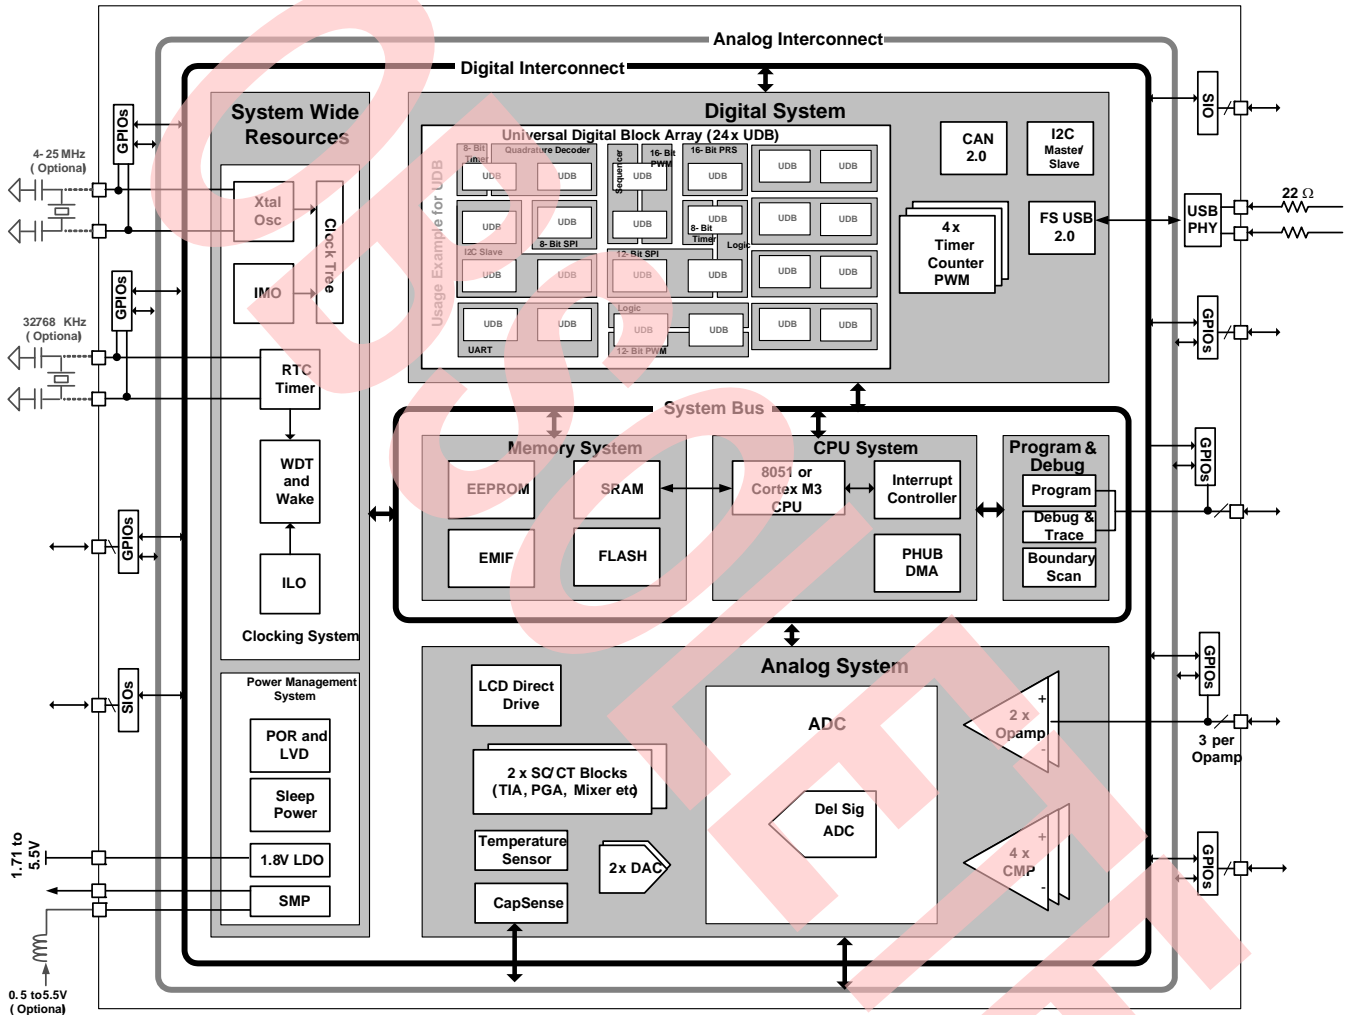 Analog Interconnect
Digital Interconnect
System Wide
Resources
Digital System
Universal Digital Block Array (24x UDB)
Usage Example for UDB
8- Bit
Timer
Quadrature Decoder
Sequencer
16- Bit
PWM
16- Bit PRS
UDB
UDB
UDB
UDB
UDB
UDB
UDB
UDB
UDB
UDB
UDB
UDB
I2C Slave
8- Bit SPI
12- Bit SPI
8- Bit
Timer
Logic
UDB
UDB
UDB
UDB
UDB
UDB
Logic
UDB
UDB
UDB
UDB
UDB
UDB
UART
12- Bit PWM
CAN
2.0
I2C
Master/
Slave
4 x
Timer
Counter
PWM
FS USB
2.0
USB
PHY
22 Ω
SIO
GPIOs
GPIOs
GPIOs
GPIOs
3 per
Opamp
GPIOs
GPIOs
GPIOs
SIOs
4- 25 MHz
( Optional)
32768 KHz
( Optional)
Xtal
Osc
IMO
Clock Tree
RTC
Timer
WDT
and
Wake
ILO
Clocking System
Power Management
System
POR and
LVD
Sleep
Power
1.8V LDO
SMP
1.71 to
5.5V
0. 5 to5.5V
( Optional)
System Bus
Memory System
EEPROM
SRAM
EMIF
FLASH
CPU System
8051 or
Cortex M3
CPU
Interrupt
Controller
PHUB
DMA
Program &
Debug
Program
Debug &
Trace
Boundary
Scan
Analog System
LCD Direct
Drive
2 x SC/CT Blocks
(TIA, PGA, Mixer etc)
Temperature
Sensor
CapSense
2 x DAC
ADC
Del Sig
ADC
+
2 x
Opamp
-
+
4 x
CMP
-
GPIOs
OBSOLETE